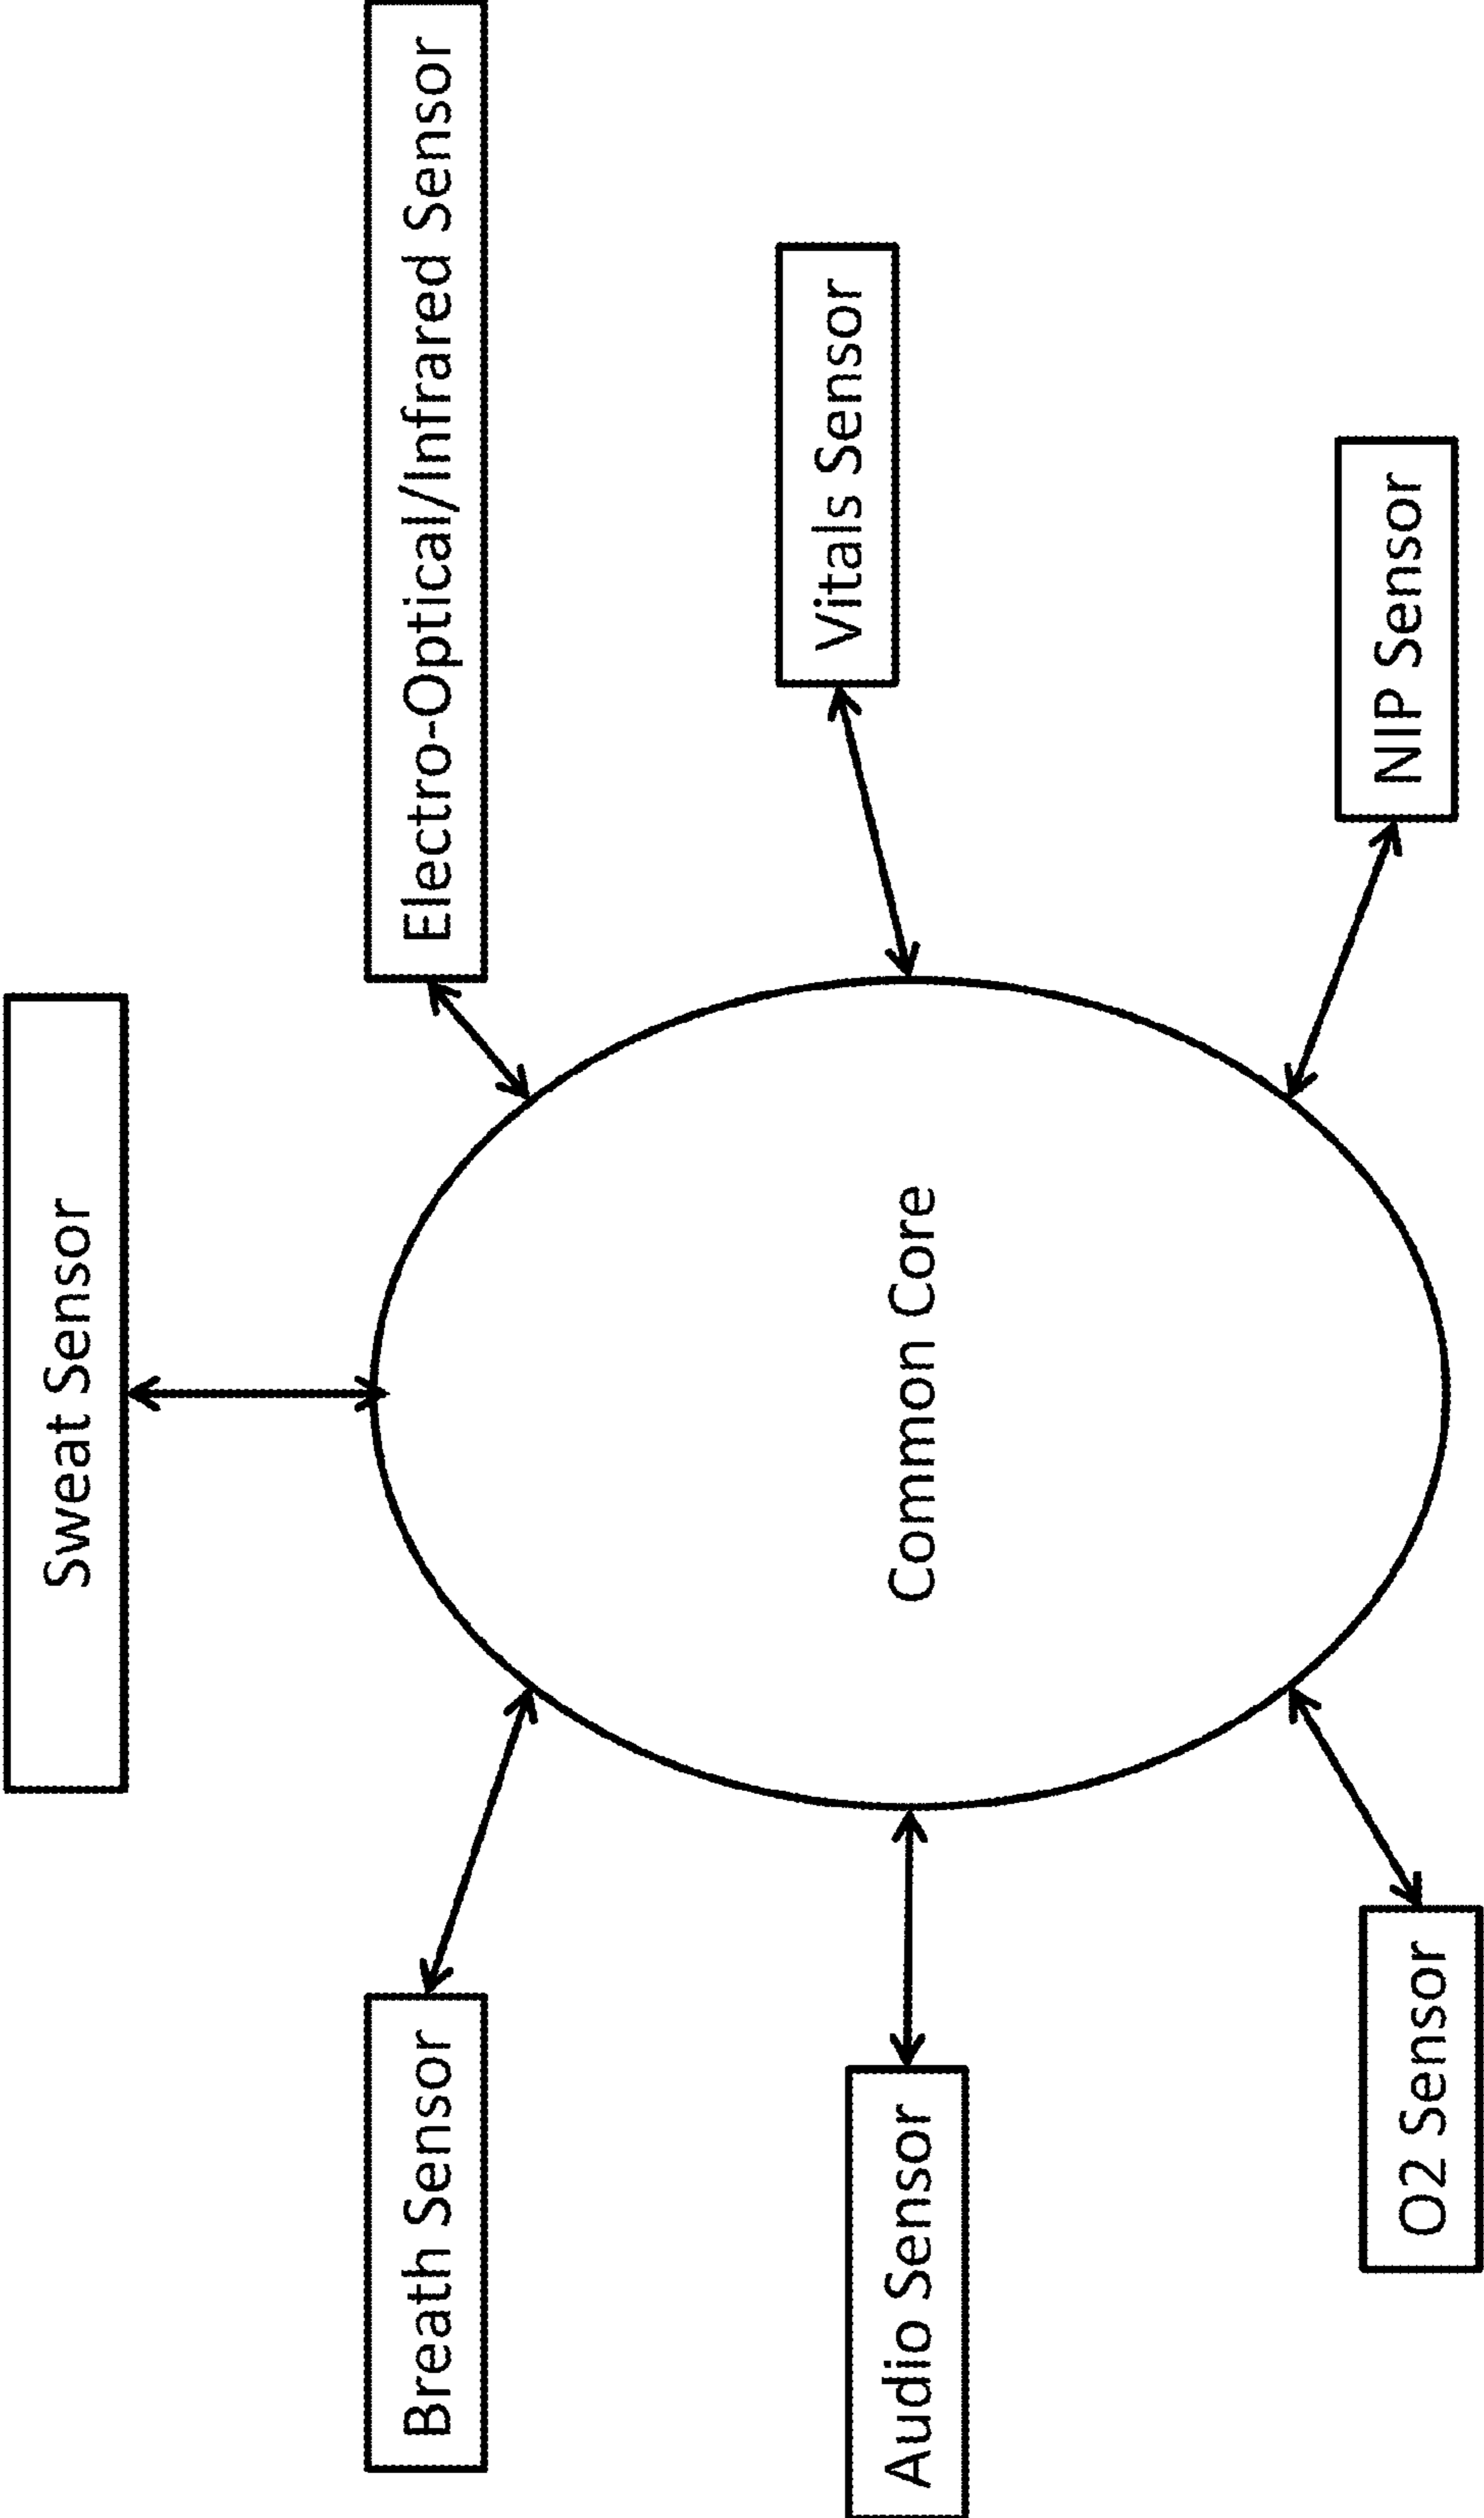 Sweat Sensor
Breath Sensor
Electro-Optical/Infrared Sensor
Vitals Sensor
Common Core
Audio Sensor
NIP Sensor
O2 Sensor